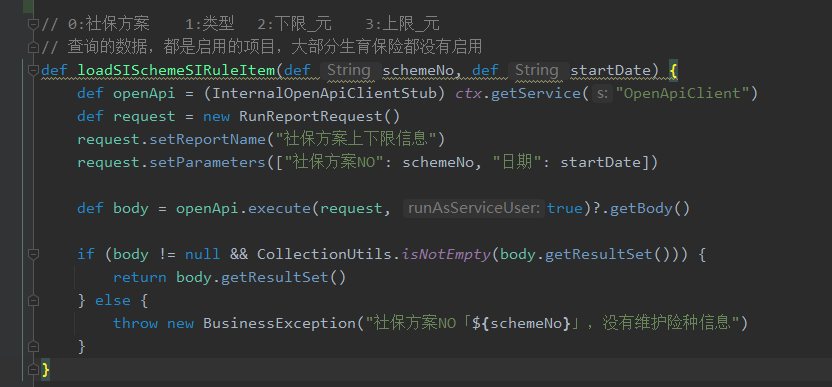 // 0:社保方案    1:类型   2:下限_元    3:上限_元
// 查询的数据，都是启用的项目，大部分生育保险都没有启用
def loadSISchemeSIRuleItem(def String schemeNo, def String startDate) {
    def openApi = (InternalOpenApiClientStub) ctx.getService( s: "OpenApiClient")
    def request = new RunReportRequest()
    request.setReportName("社保方案上下限信息")
    request.setParameters(["社保方案NO": schemeNo, "日期": startDate])
    def body = openApi.execute(request, runAsServiceUser: true)?.getBody()
    if (body != null && CollectionUtils.isNotEmpty(body.getResultSet())) {
        return body.getResultSet()
    } else {
        throw new BusinessException("社保方案NO「${schemeNo}」，没有维护险种信息")
    }
}